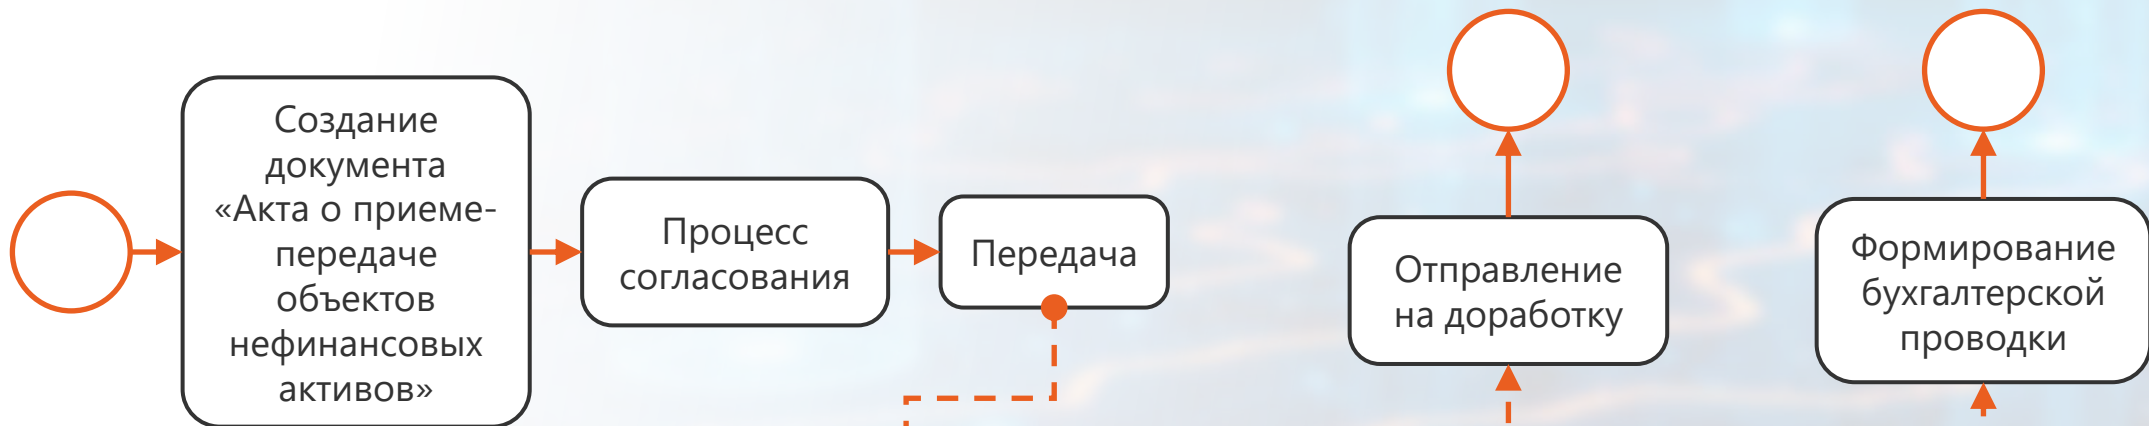 Создание
документа
«Акта о приеме-
передаче
объектов
нефинансовых
активов»
Процесс
согласования
Передача
Отправление
на доработку
Формирование
бухгалтерской
проводки